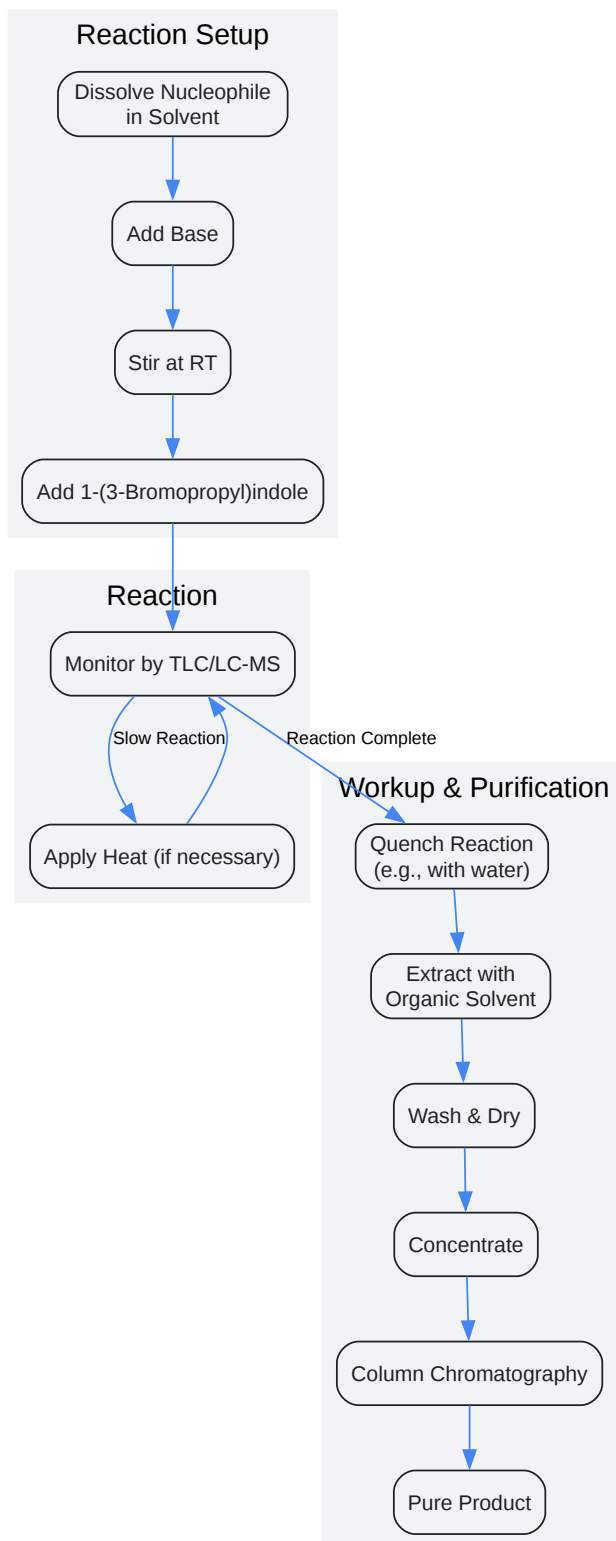 Reaction Setup
Dissolve Nucleophile
in Solvent
Add Base
Stir at RT
Add 1-(3-Bromopropyl)indole
Reaction
Monitor by TLC/LC-MS
Slow Reaction
Reaction Complete
Apply Heat (if necessary)
Workup & Purification
Quench Reaction
(e.g., with water)
Extract with
Organic Solvent
Wash & Dry
Concentrate
Column Chromatography
Pure Product